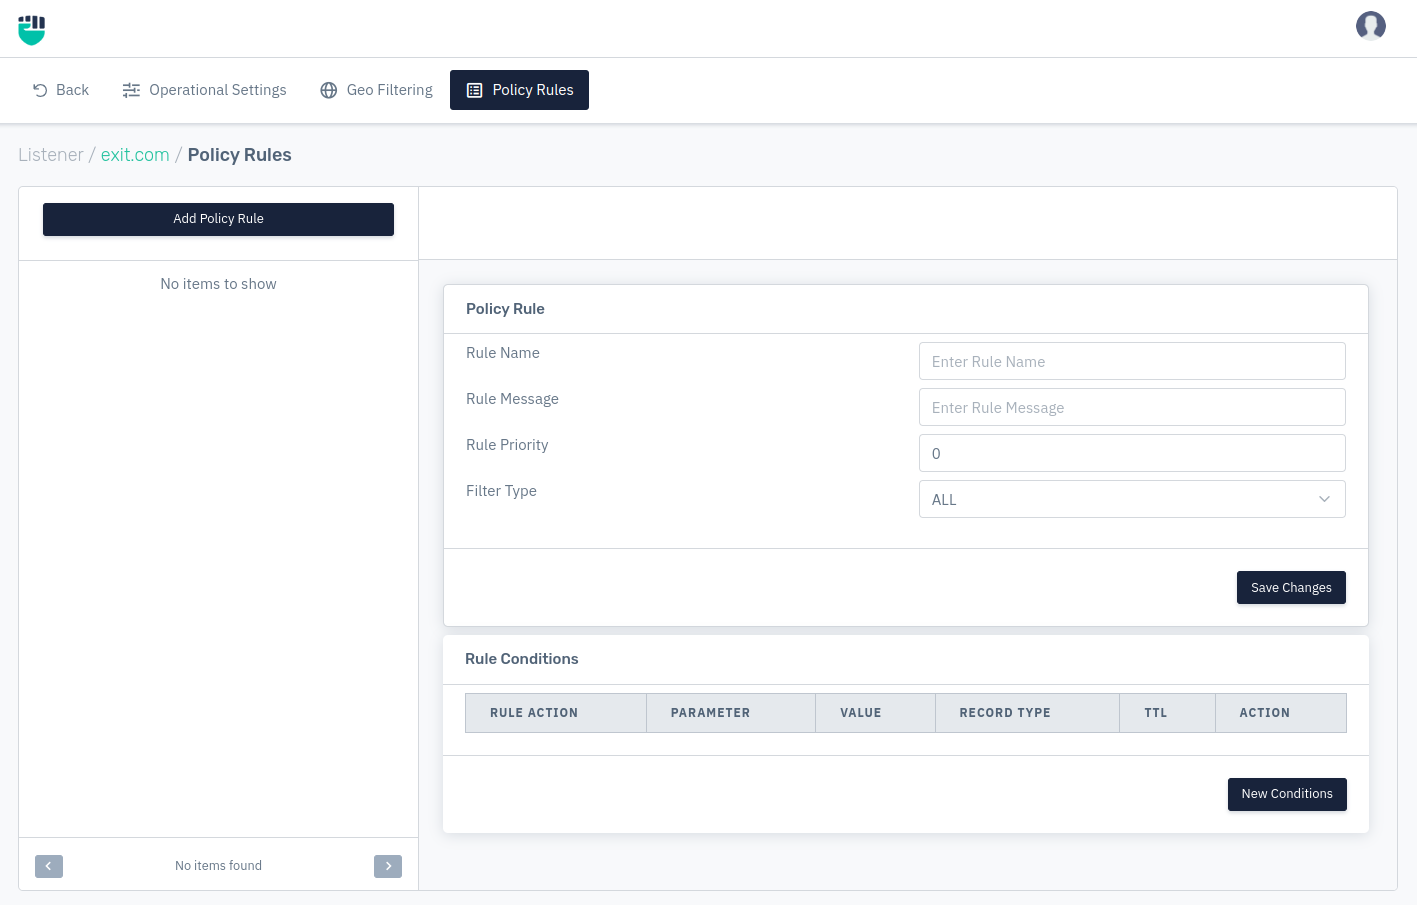 Back
Operational Settings
Geo Filtering
Policy Rules
Listener / exit.com / Policy Rules
Add Policy Rule
No items to show
Policy Rule
Rule Name
Enter Rule Name
Rule Message
Enter Rule Message
Rule Priority
0
Filter Type
ALL
Save Changes
Rule Conditions
RULE ACTION PARAMETER VALUE RECORD TYPE TTL ACTION
New Conditions
No items found